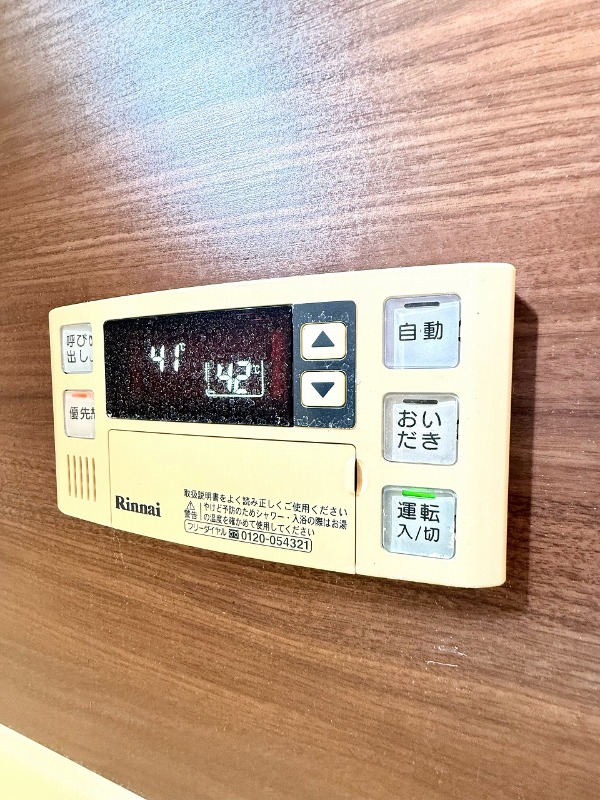 呼び
出し
優先
41℃
42℃
▲
▼
自動
おい
だき
運転
入/切
Rinnai
取扱説明書をよく読み正しくご使用ください
警告
やけど予防のためシャワー・入浴の際はお湯
の温度を確かめて使用してください
フリーダイヤル 0120-054321